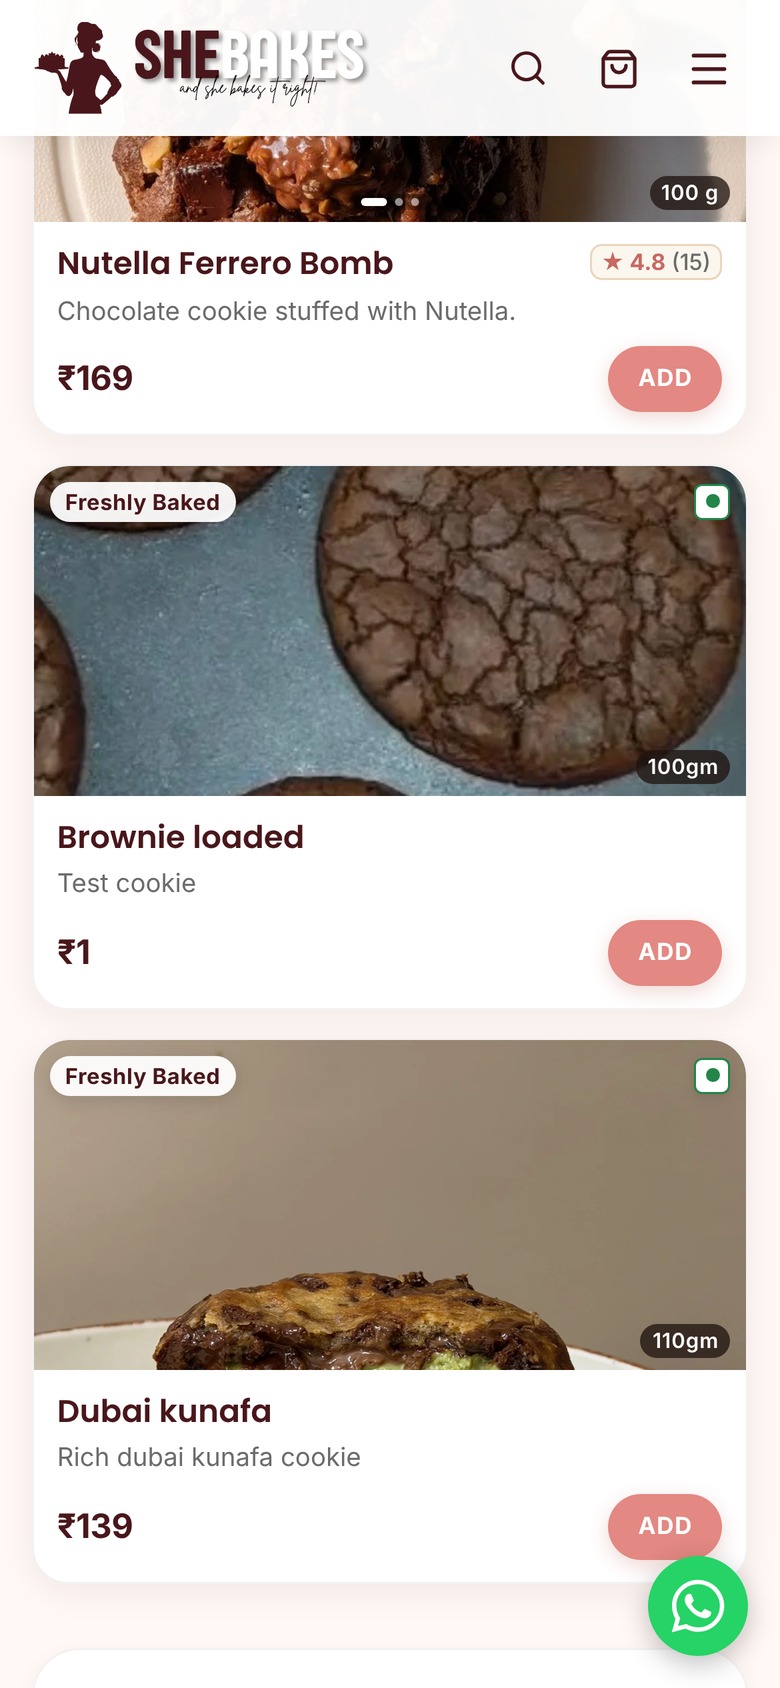 SHEBAKES
and she bakes it right!
100 g
Nutella Ferrero Bomb
★ 4.8 (15)
Chocolate cookie stuffed with Nutella.
₹169
ADD
Freshly Baked
100gm
Brownie loaded
Test cookie
₹1
ADD
Freshly Baked
110gm
Dubai kunafa
Rich dubai kunafa cookie
₹139
ADD